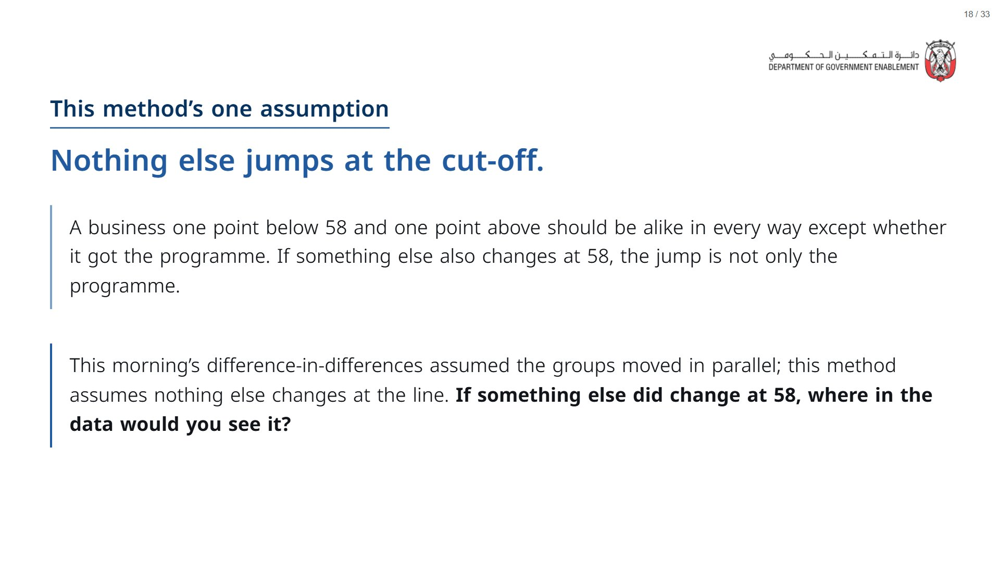 18 / 33
دائرة التمكين الحكومي
DEPARTMENT OF GOVERNMENT ENABLEMENT
This method’s one assumption
Nothing else jumps at the cut-off.
A business one point below 58 and one point above should be alike in every way except whether
it got the programme. If something else also changes at 58, the jump is not only the
programme.
This morning’s difference-in-differences assumed the groups moved in parallel; this method
assumes nothing else changes at the line. If something else did change at 58, where in the
data would you see it?